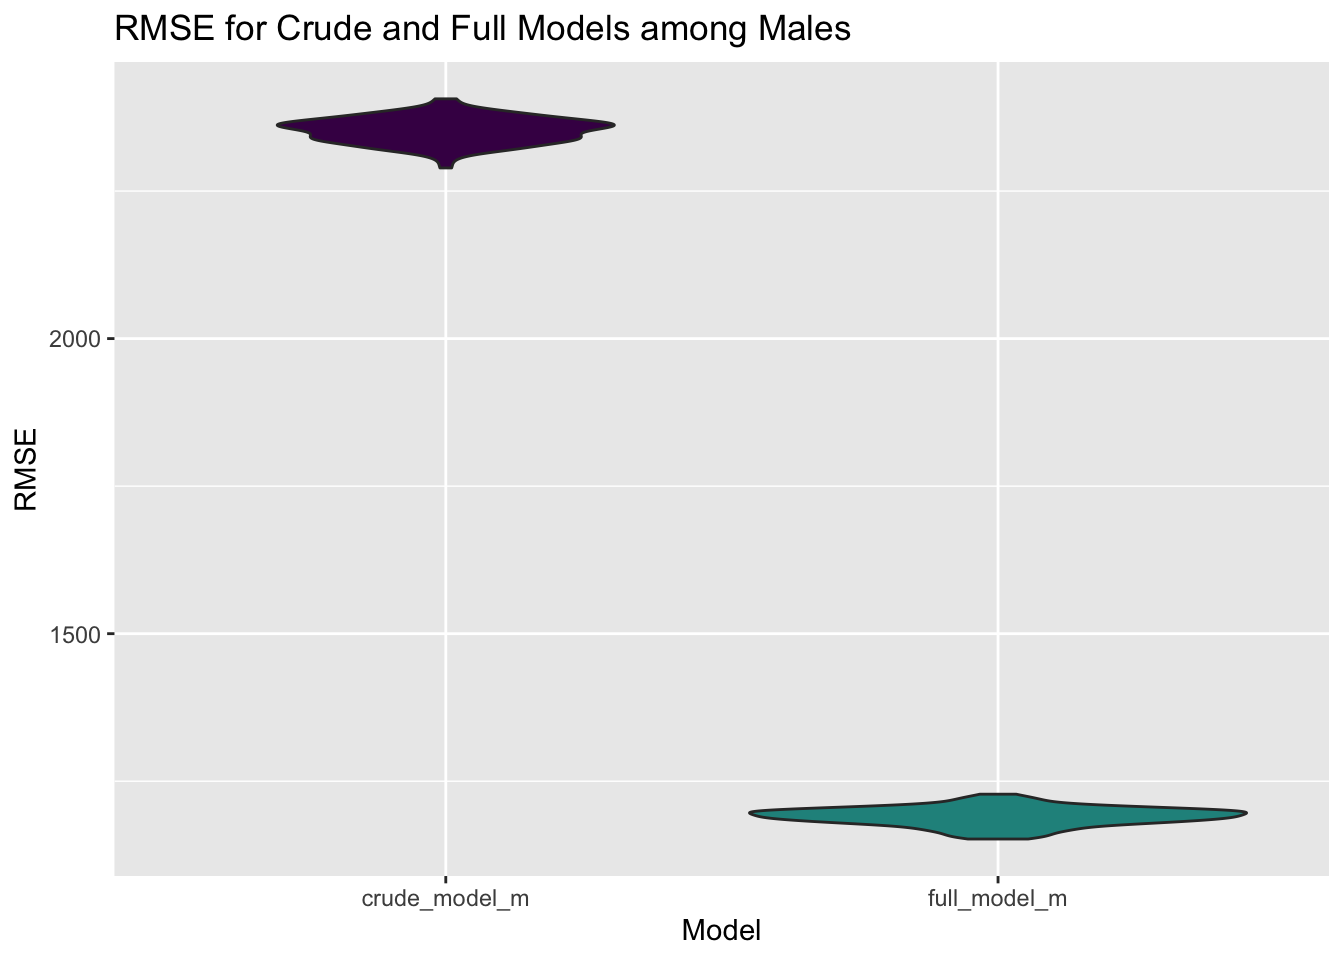 RMSE for Crude and Full Models among Males
2000
1500
RMSE
crude_model_m
full_model_m
Model